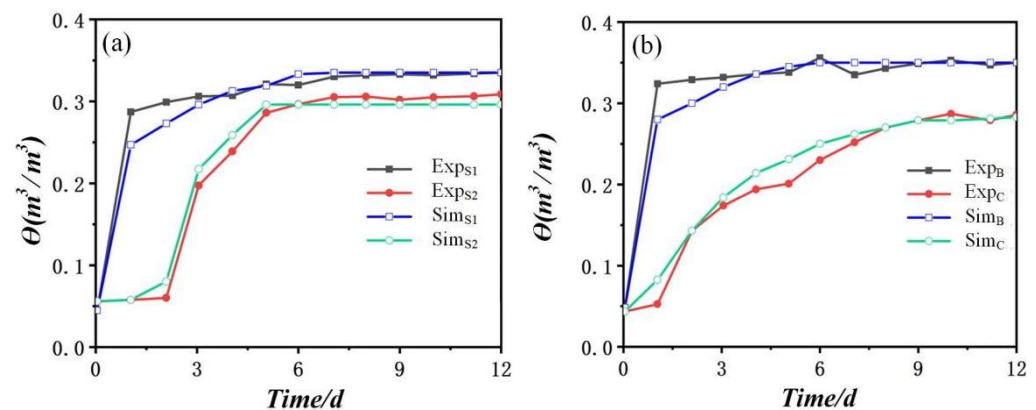 (a)
0.4
0.3
0.2
0.1
0.0
Θ(m³/m³)
Exp_S1
Exp_S2
Sim_S1
Sim_S2
0 3 6 9 12
Time/d
(b)
0.4
0.3
0.2
0.1
0.0
Θ(m³/m³)
Exp_B
Exp_C
Sim_B
Sim_C
0 3 6 9 12
Time/d